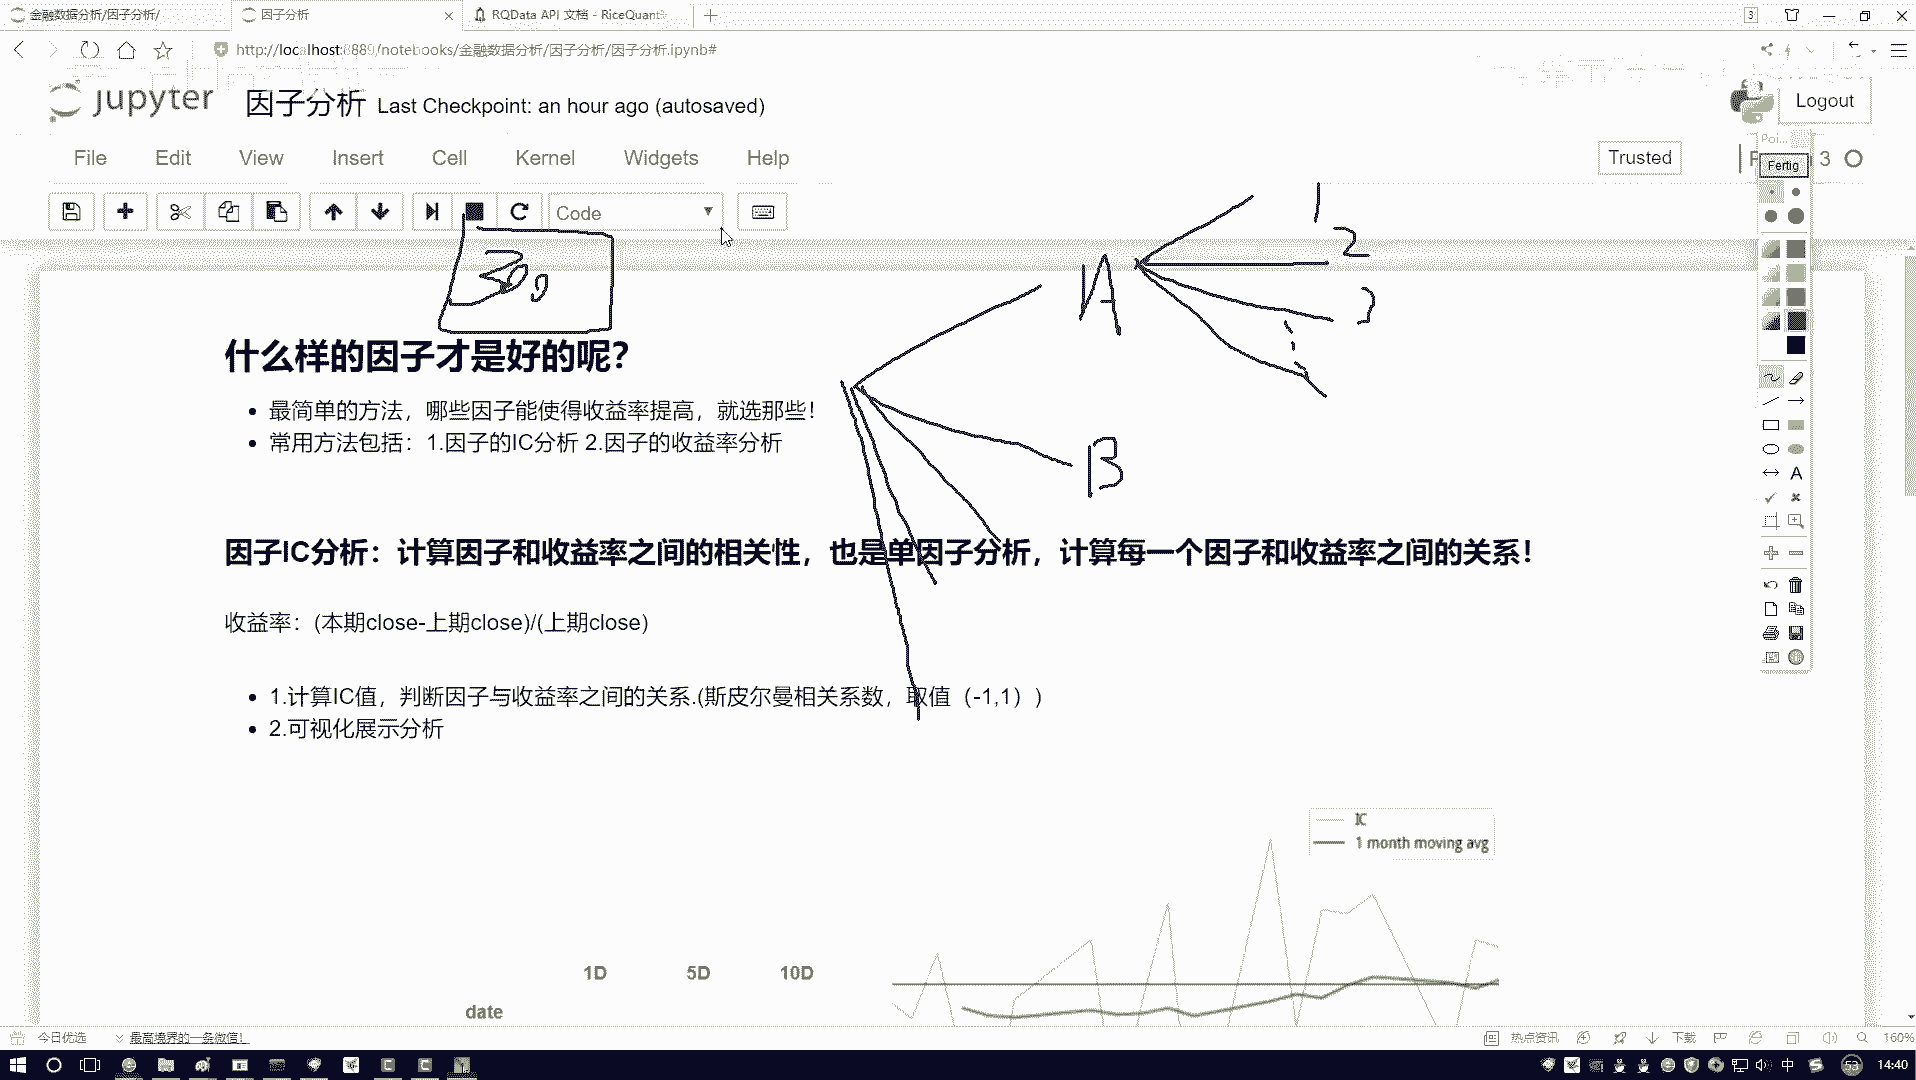 金融数据分析/因子分析/
因子分析
RQData API 文档 - RiceQuant
3
http://localhost:8889/notebooks/金融数据分析/因子分析/因子分析.ipynb#
jupyter 因子分析 Last Checkpoint: an hour ago (autosaved)
Logout
File Edit View Insert Cell Kernel Widgets Help
Trusted
3
Poi...
Fertig
Code
1
2
3
A
B
什么样的因子才是好的呢?
最简单的方法，哪些因子能使得收益率提高，就选那些！
常用方法包括：1.因子的IC分析 2.因子的收益率分析
因子IC分析：计算因子和收益率之间的相关性，也是单因子分析，计算每一个因子和收益率之间的关系！
收益率：(本期close-上期close)/(上期close)
1.计算IC值，判断因子与收益率之间的关系.(斯皮尔曼相关系数，取值（-1,1）)
2.可视化展示分析
IC
1 month moving avg
1D 5D 10D
date
今日优选
最高境界的一条微信！
热点资讯
下载
160%
中
53
14:40